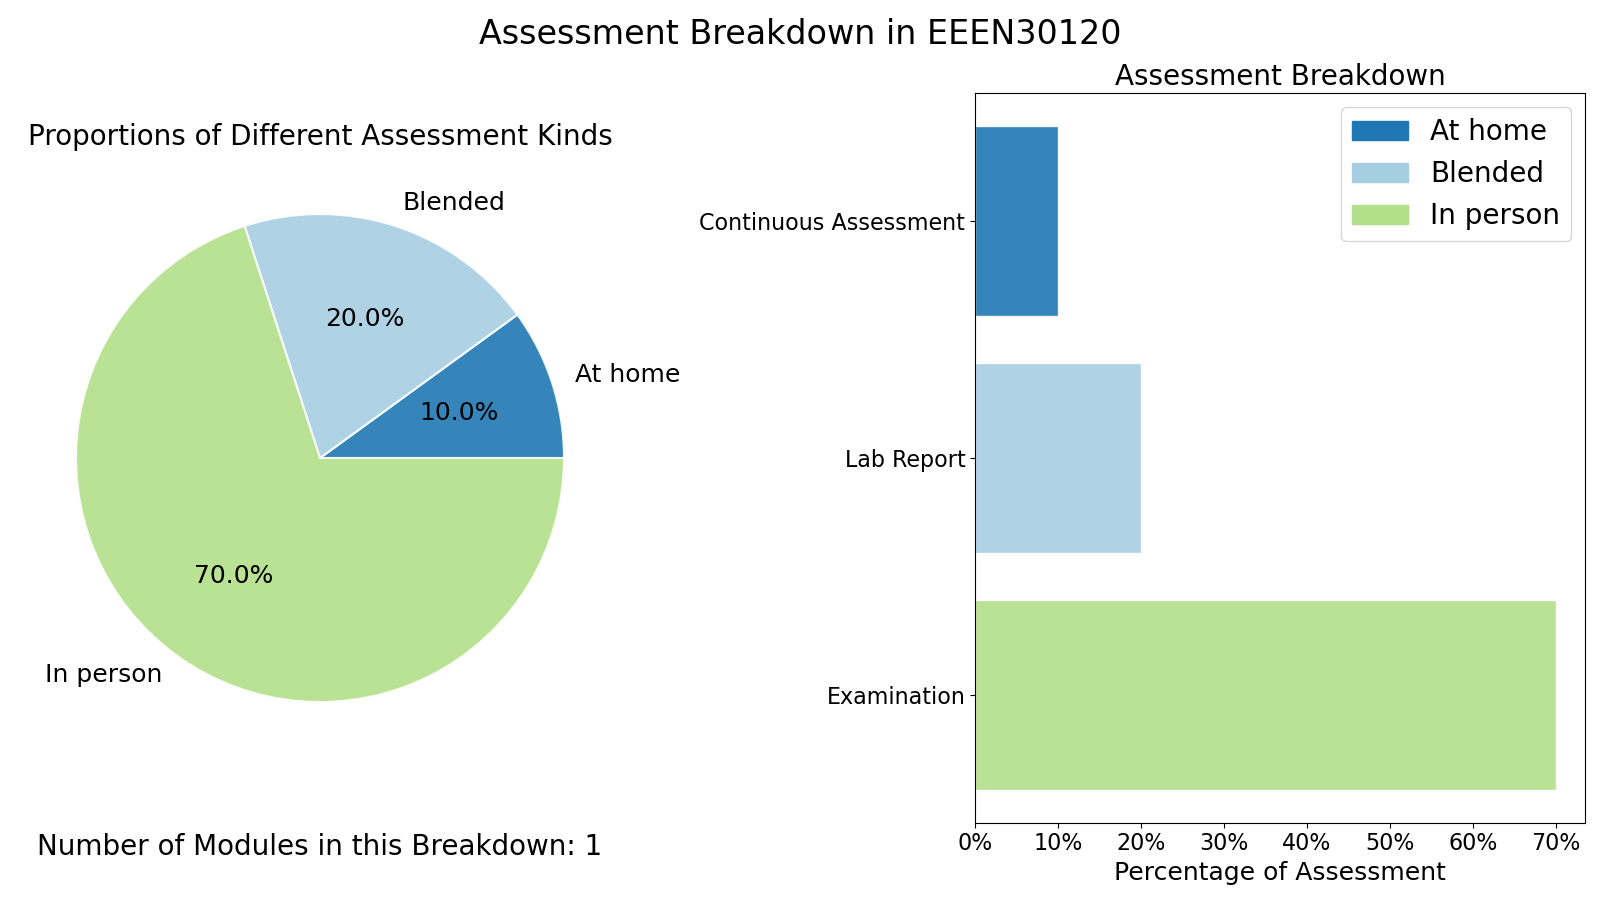 Assessment Breakdown in EEEN30120
Proportions of Different Assessment Kinds
Blended
20.0%
At home
10.0%
70.0%
In person
Number of Modules in this Breakdown: 1
Assessment Breakdown
At home
Blended
In person
Continuous Assessment
Lab Report
Examination
0% 10% 20% 30% 40% 50% 60% 70%
Percentage of Assessment